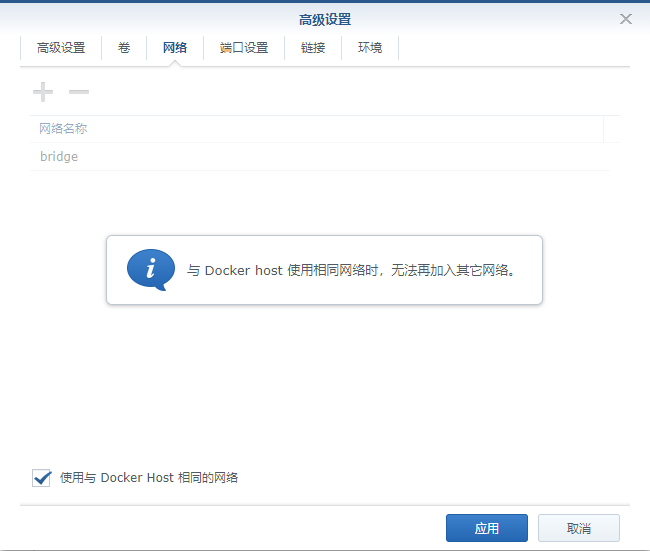 高级设置
高级设置 卷 网络 端口设置 链接 环境
网络名称
bridge
与 Docker host 使用相同网络时，无法再加入其它网络。
使用与 Docker Host 相同的网络
应用 取消